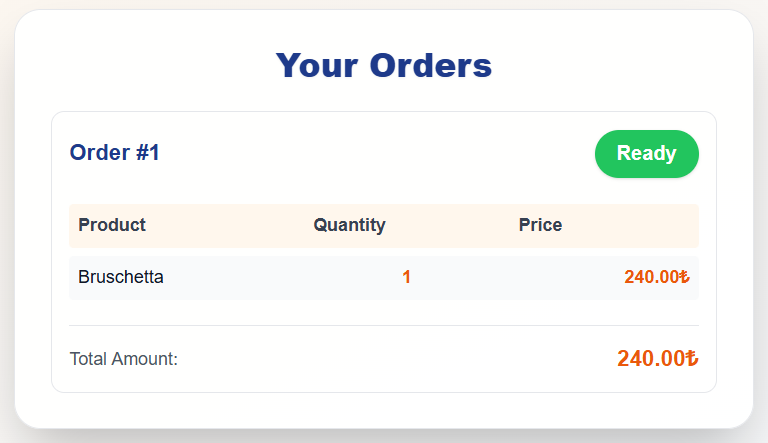 Your Orders
Order #1 Ready
Product Quantity Price
Bruschetta 1 240.00₺
Total Amount: 240.00₺